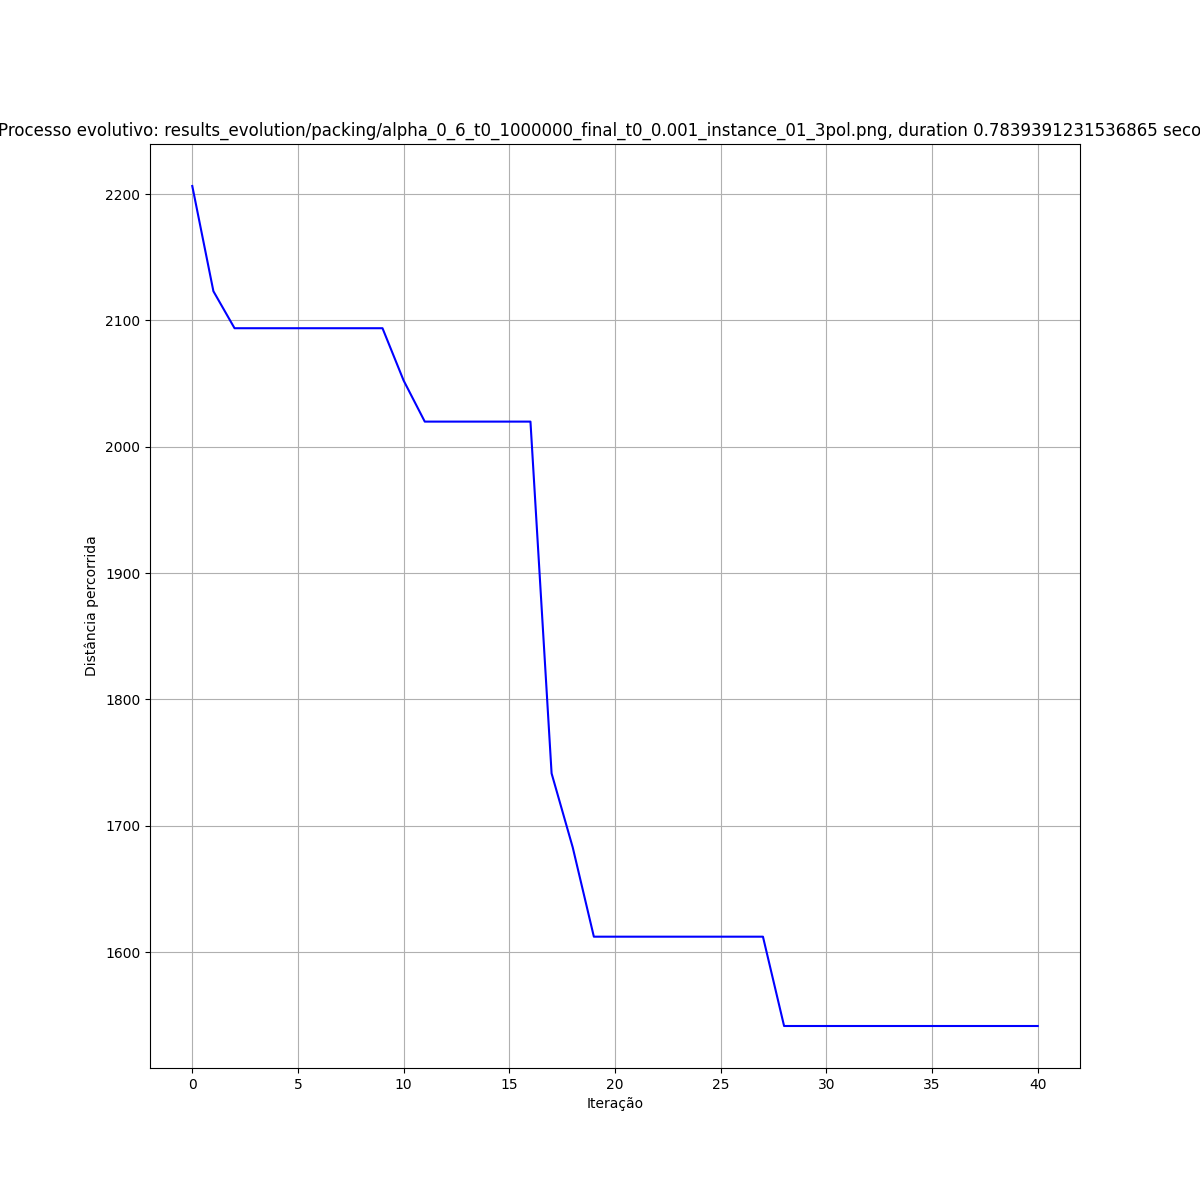 Processo evolutivo: results_evolution/packing/alpha_0_6_t0_1000000_final_t0_0.001_instance_01_3pol.png, duration 0.7839391231536865 seco
2200
2100
2000
1900
1800
1700
1600
Distância percorrida
0 5 10 15 20 25 30 35 40
Iteração